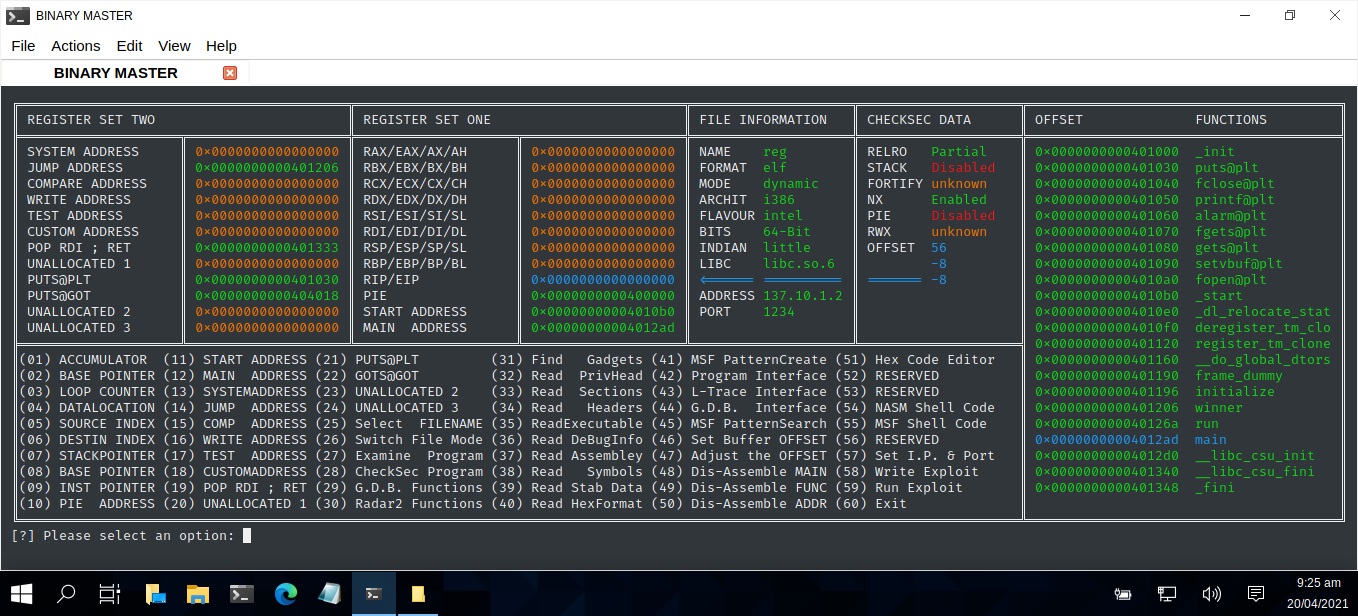 BINARY MASTER
File Actions Edit View Help
BINARY MASTER
REGISTER SET TWO REGISTER SET ONE FILE INFORMATION CHECKSEC DATA OFFSET FUNCTIONS
SYSTEM ADDRESS 0×0000000000000000 RAX/EAX/AX/AH 0×0000000000000000 NAME reg RELRO Partial 0×0000000000401000 _init
JUMP ADDRESS 0×0000000000401206 RBX/EBX/BX/BH 0×0000000000000000 FORMAT elf STACK Disabled 0×0000000000401030 puts@plt
COMPARE ADDRESS 0×0000000000000000 RCX/ECX/CX/CH 0×0000000000000000 MODE dynamic FORTIFY unknown 0×0000000000401040 fclose@plt
WRITE ADDRESS 0×0000000000000000 RDX/EDX/DX/DH 0×0000000000000000 ARCHIT i386 NX Enabled 0×0000000000401050 printf@plt
TEST ADDRESS 0×0000000000000000 RSI/ESI/SI/SL 0×0000000000000000 FLAVOUR intel PIE Disabled 0×0000000000401060 alarm@plt
CUSTOM ADDRESS 0×0000000000000000 RDI/EDI/DI/DL 0×0000000000000000 BITS 64-Bit RWX unknown 0×0000000000401070 fgets@plt
POP RDI ; RET 0×0000000000401333 RSP/ESP/SP/SL 0×0000000000000000 INDIAN little OFFSET 56 0×0000000000401080 gets@plt
UNALLOCATED 1 0×0000000000000000 RBP/EBP/BP/BL 0×0000000000000000 LIBC libc.so.6 -8 0×0000000000401090 setvbuf@plt
PUTS@PLT 0×0000000000401030 RIP/EIP 0×0000000000000000 -8 0×00000000004010a0 fopen@plt
PUTS@GOT 0×0000000000404018 PIE 0×0000000000400000 ADDRESS 137.10.1.2 0×00000000004010b0 _start
UNALLOCATED 2 0×0000000000000000 START ADDRESS 0×00000000004010b0 PORT 1234 0×00000000004010e0 _dl_relocate_stat
UNALLOCATED 3 0×0000000000000000 MAIN ADDRESS 0×00000000004012ad 0×00000000004010f0 deregister_tm_clo
0×0000000000401120 register_tm_clone
(01) ACCUMULATOR (11) START ADDRESS (21) PUTS@PLT (31) Find Gadgets (41) MSF PatternCreate (51) Hex Code Editor 0×0000000000401160 __do_global_dtors
(02) BASE POINTER (12) MAIN ADDRESS (22) GOTS@GOT (32) Read PrivHead (42) Program Interface (52) RESERVED 0×0000000000401190 frame_dummy
(03) LOOP COUNTER (13) SYSTEMADDRESS (23) UNALLOCATED 2 (33) Read Sections (43) L-Trace Interface (53) RESERVED 0×0000000000401196 initialize
(04) DATALOCATION (14) JUMP ADDRESS (24) UNALLOCATED 3 (34) Read Headers (44) G.D.B. Interface (54) NASM Shell Code 0×0000000000401206 winner
(05) SOURCE INDEX (15) COMP ADDRESS (25) Select FILENAME (35) ReadExecutable (45) MSF PatternSearch (55) MSF Shell Code 0×000000000040126a run
(06) DESTIN INDEX (16) WRITE ADDRESS (26) Switch File Mode (36) Read DeBugInfo (46) Set Buffer OFFSET (56) RESERVED 0×00000000004012ad main
(07) STACKPOINTER (17) TEST ADDRESS (27) Examine Program (37) Read Assembley (47) Adjust the OFFSET (57) Set I.P. & Port 0×00000000004012d0 __libc_csu_init
(08) BASE POINTER (18) CUSTOMADDRESS (28) CheckSec Program (38) Read Symbols (48) Dis-Assemble MAIN (58) Write Exploit 0×0000000000401340 __libc_csu_fini
(09) INST POINTER (19) POP RDI ; RET (29) G.D.B. Functions (39) Read Stab Data (49) Dis-Assemble FUNC (59) Run Exploit 0×0000000000401348 _fini
(10) PIE ADDRESS (20) UNALLOCATED 1 (30) Radar2 Functions (40) Read HexFormat (50) Dis-Assemble ADDR (60) Exit
[?] Please select an option:
9:25 am
20/04/2021